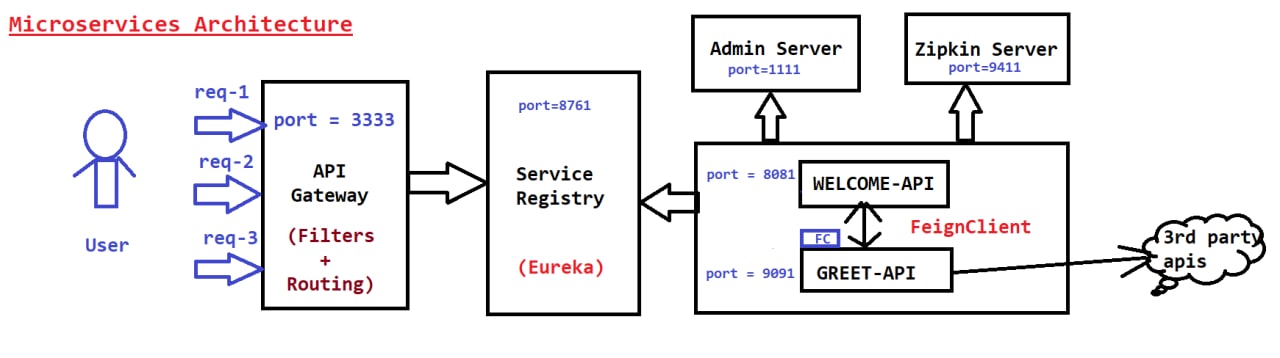 Microservices Architecture
req-1
req-2
req-3
User
port = 3333
API
Gateway
(Filters
+
Routing)
port=8761
Service
Registry
(Eureka)
Admin Server
port=1111
Zipkin Server
port=9411
port = 8081
WELCOME-API
FeignClient
FC
port = 9091
GREET-API
3rd party
apis